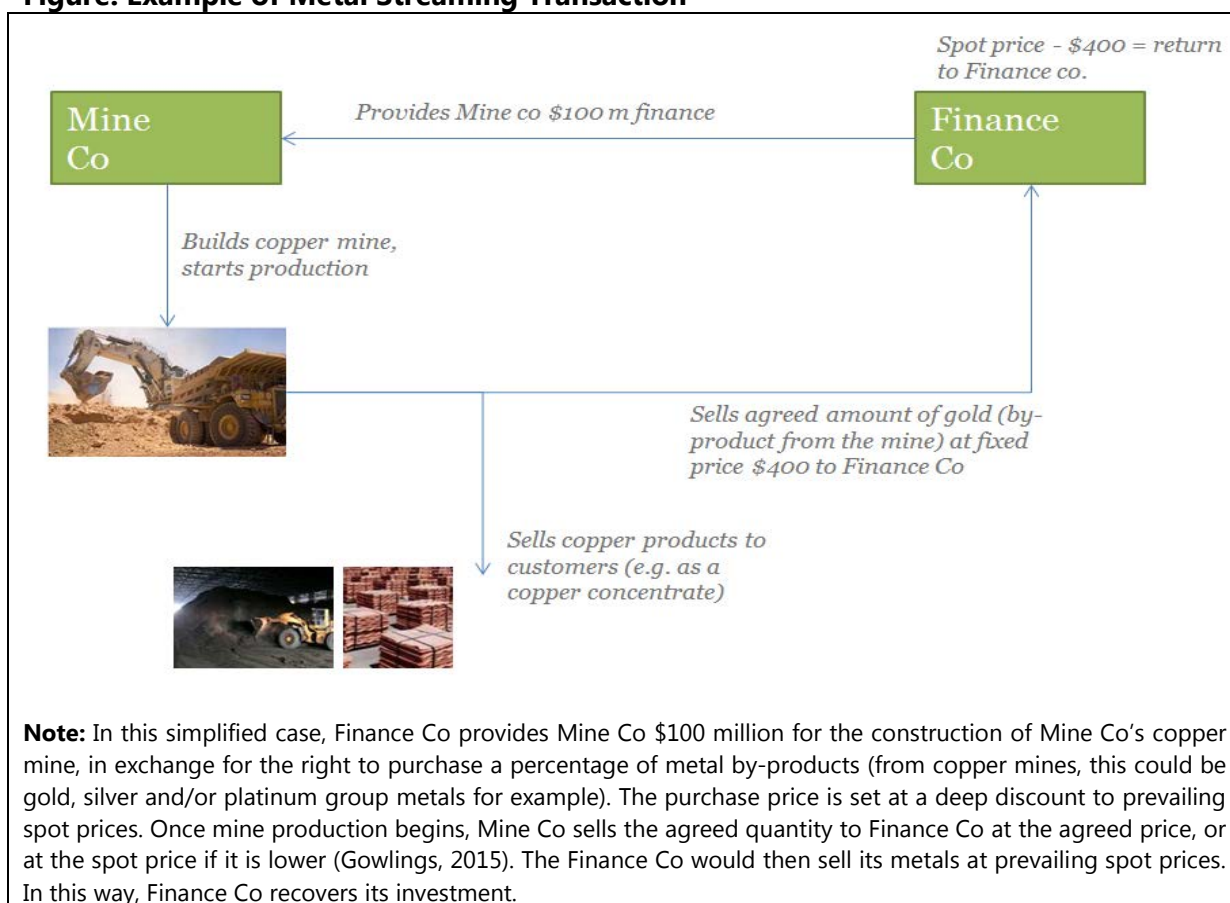 Figure: Example of Metal Streaming Transaction
Spot price - $400 = return
to Finance co.
Mine
Co
Provides Mine co $100 m finance
Finance
Co
Builds copper mine,
starts production
Sells agreed amount of gold (by-
product from the mine) at fixed
price $400 to Finance Co
Sells copper products to
customers (e.g. as a
copper concentrate)
Note: In this simplified case, Finance Co provides Mine Co $100 million for the construction of Mine Co’s copper
mine, in exchange for the right to purchase a percentage of metal by-products (from copper mines, this could be
gold, silver and/or platinum group metals for example). The purchase price is set at a deep discount to prevailing
spot prices. Once mine production begins, Mine Co sells the agreed quantity to Finance Co at the agreed price, or
at the spot price if it is lower (Gowlings, 2015). The Finance Co would then sell its metals at prevailing spot prices.
In this way, Finance Co recovers its investment.